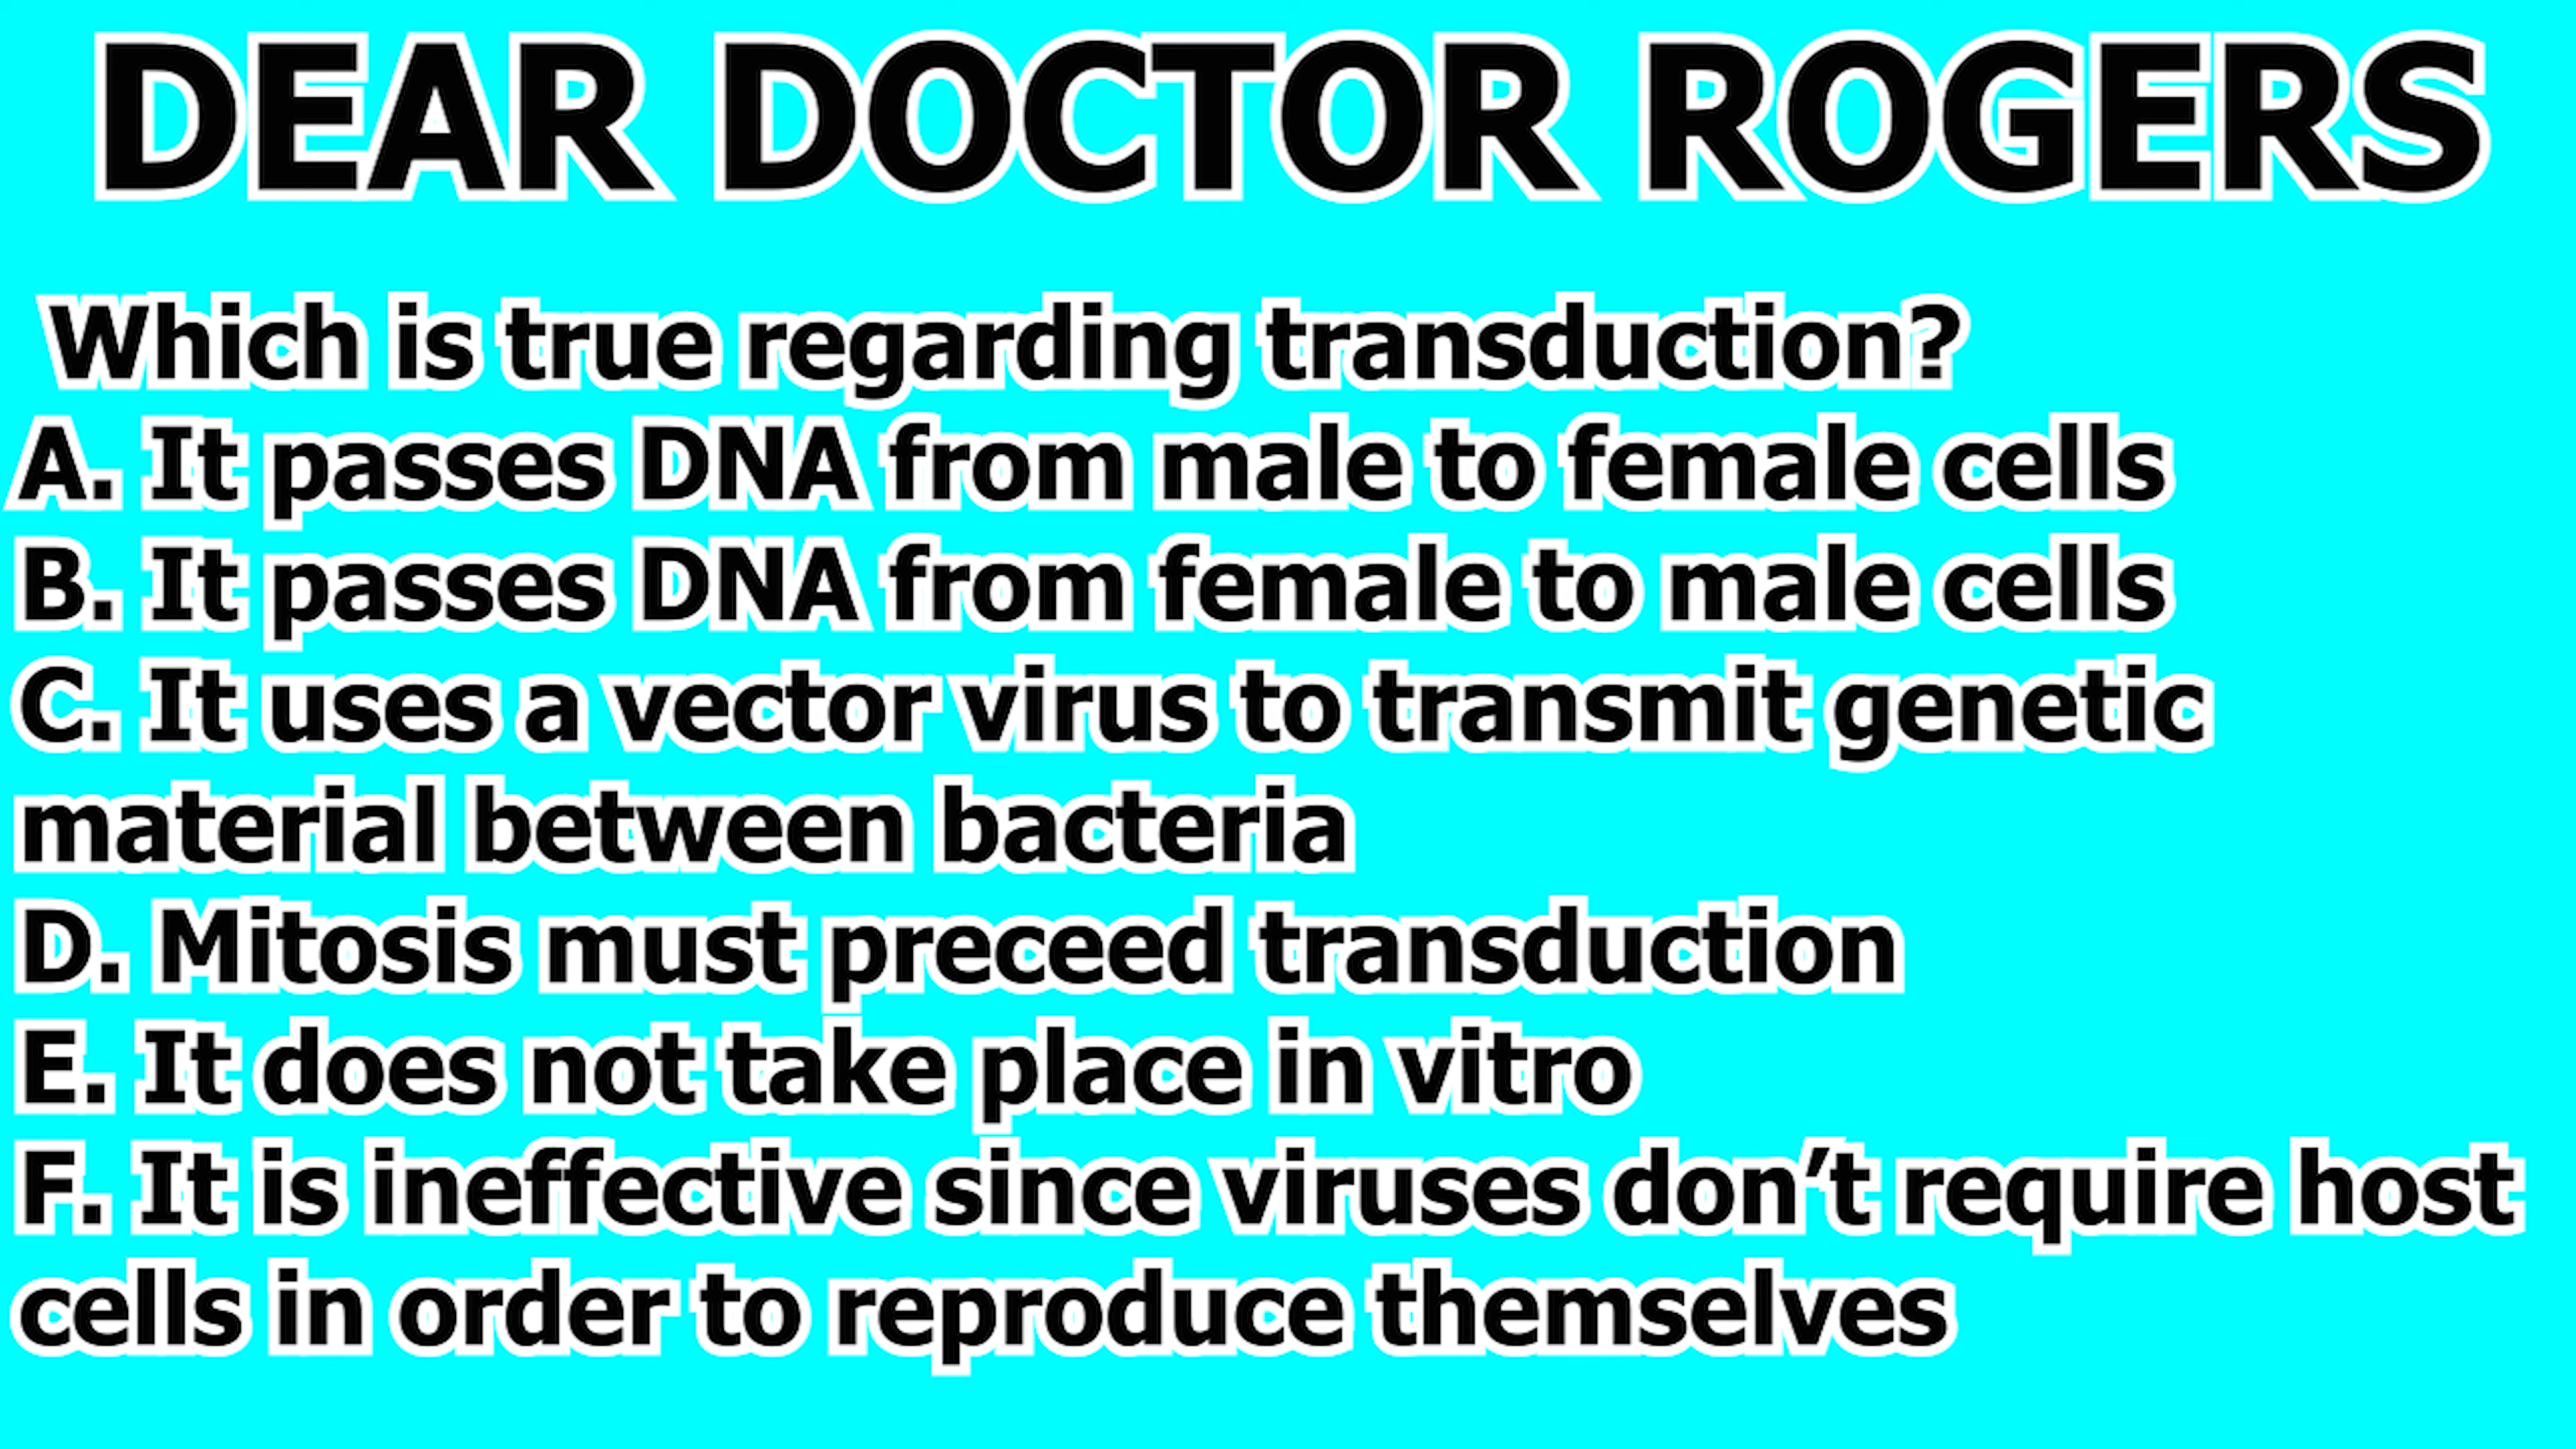 DEAR DOCTOR ROGERS
Which is true regarding transduction?
A. It passes DNA from male to female cells
B. It passes DNA from female to male cells
C. It uses a vector virus to transmit genetic
material between bacteria
D. Mitosis must preceed transduction
E. It does not take place in vitro
F. It is ineffective since viruses don’t require host
cells in order to reproduce themselves